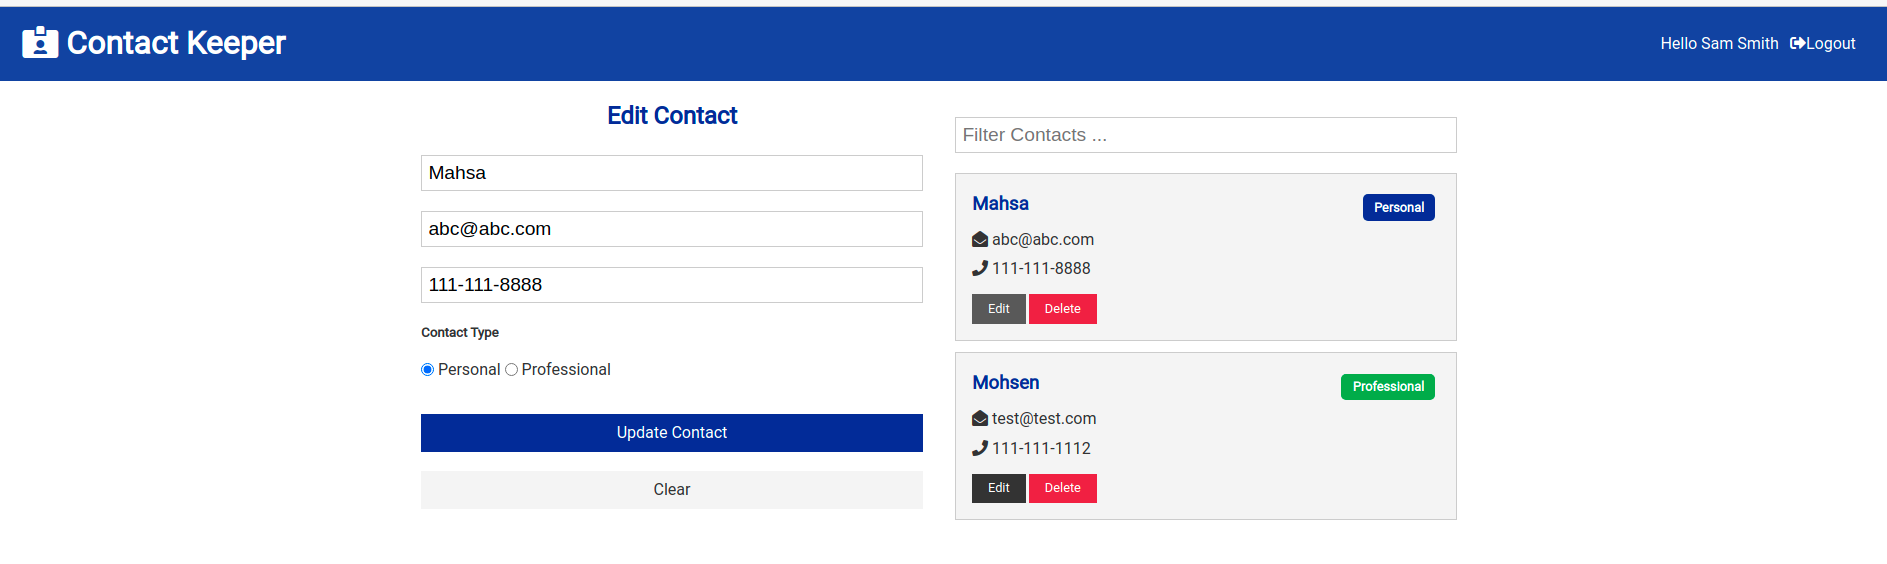 Contact Keeper
Hello Sam Smith Logout
Edit Contact
Mahsa
abc@abc.com
111-111-8888
Contact Type
Personal Professional
Update Contact
Clear
Filter Contacts ...
Mahsa
Personal
abc@abc.com
111-111-8888
Edit Delete
Mohsen
Professional
test@test.com
111-111-1112
Edit Delete